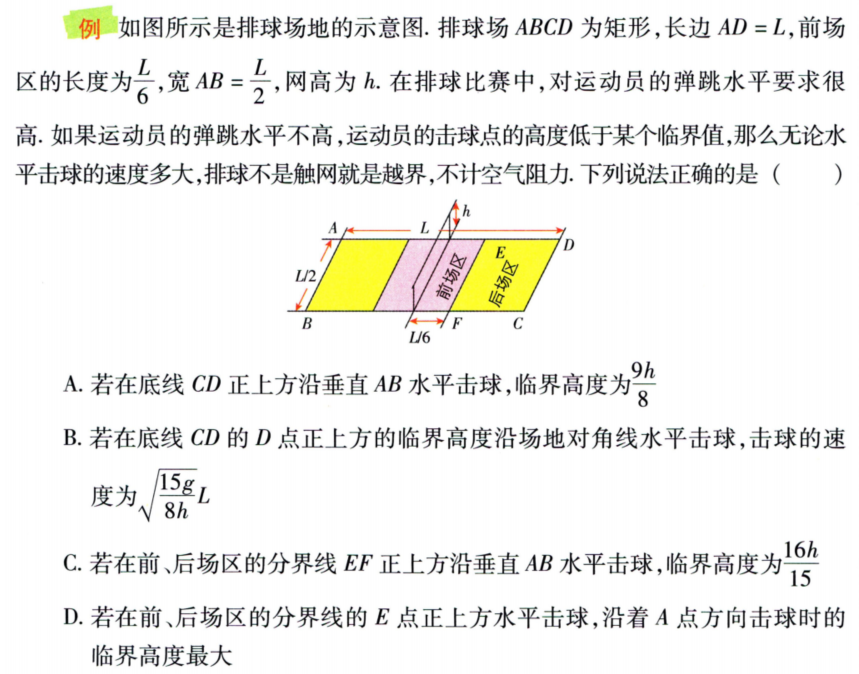 例 如图所示是排球场地的示意图. 排球场 ABCD 为矩形,长边 AD = L,前场
区的长度为L/6,宽 AB = L/2,网高为 h. 在排球比赛中,对运动员的弹跳水平要求很
高. 如果运动员的弹跳水平不高,运动员的击球点的高度低于某个临界值,那么无论水
平击球的速度多大,排球不是触网就是越界,不计空气阻力. 下列说法正确的是 (  )
h
A L D
E
L/2 前场区 后场区
B F C
L/6
A. 若在底线 CD 正上方沿垂直 AB 水平击球,临界高度为9h/8
B. 若在底线 CD 的 D 点正上方的临界高度沿场地对角线水平击球,击球的速
度为√(15g/8h) L
C. 若在前、后场区的分界线 EF 正上方沿垂直 AB 水平击球,临界高度为16h/15
D. 若在前、后场区的分界线的 E 点正上方水平击球,沿着 A 点方向击球时的
临界高度最大